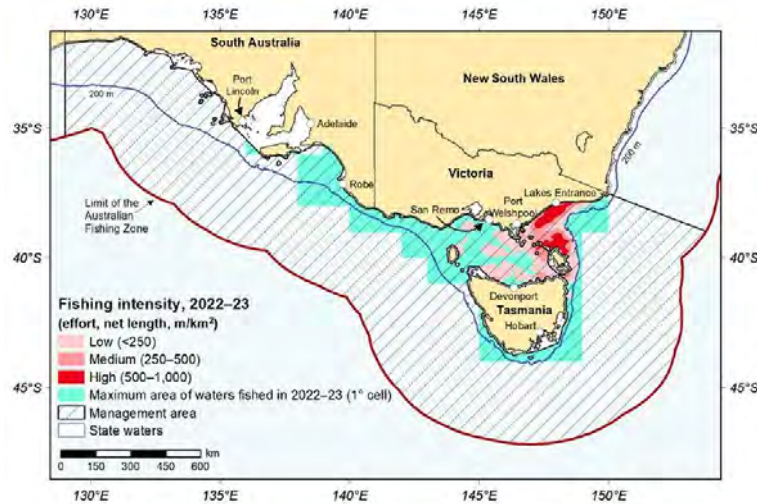 130°E 135°E 140°E 145°E 150°E
South Australia
New South Wales
Port
Lincoln
200 m
Adelaide
35°S 35°S
200 m
Victoria
Robe
Lakes Entrance
Limit of the
Australian
Fishing Zone
San Remo
Port
Welshpool
40°S 40°S
Devonport
Tasmania
Hobart
Fishing intensity, 2022–23
(effort, net length, m/km²)
Low (<250)
Medium (250–500)
High (500–1,000)
Maximum area of waters fished in 2022–23 (1° cell)
Management area
State waters
45°S 45°S
km
0 150 300 450 600
130°E 135°E 140°E 145°E 150°E